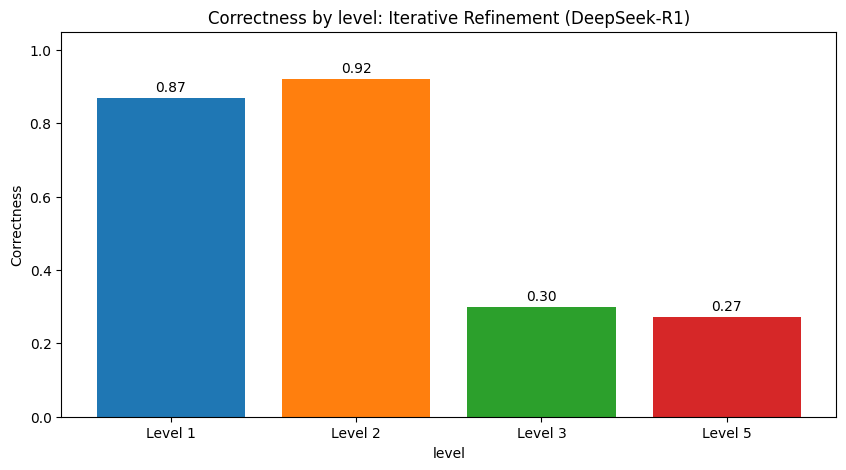 Correctness by level: Iterative Refinement (DeepSeek-R1)
1.0
0.8
0.6
0.4
0.2
0.0
Correctness
0.87
0.92
0.30
0.27
Level 1
Level 2
Level 3
Level 5
level